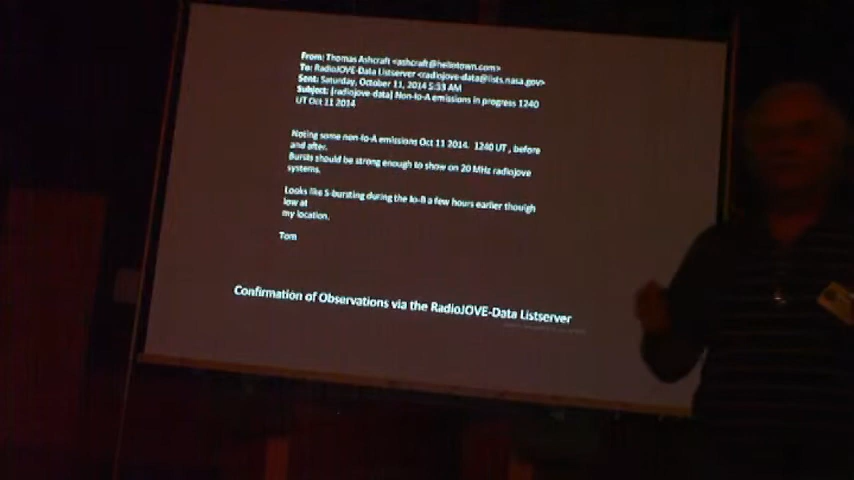 From: Thomas Ashcraft <ashcraft@heliotown.com>
To: RadioJOVE-Data Listserver <radiojove-data@lists.nasa.gov>
Sent: Saturday, October 11, 2014 5:33 AM
Subject: [radiojove-data] Non-Io-A emissions in progress 1240
UT Oct 11 2014
Noting some non-Io-A emissions Oct 11 2014. 1240 UT , before
and after.
Bursts should be strong enough to show on 20 MHz radiojove
systems.
Looks like S-bursting during the Io-B a few hours earlier though
low at
my location.
Tom
Confirmation of Observations via the RadioJOVE-Data Listserver